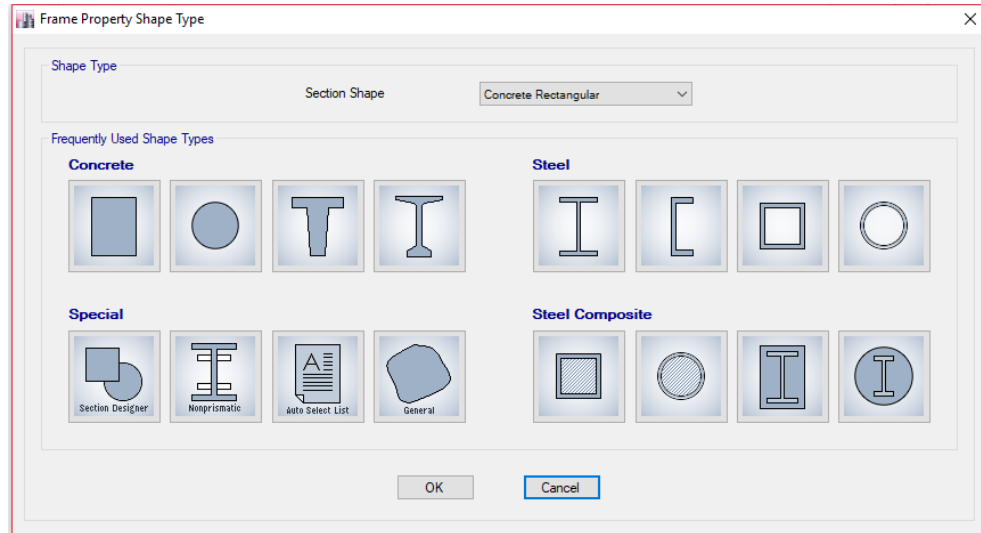 Frame Property Shape Type
Shape Type
Section Shape
Concrete Rectangular
Frequently Used Shape Types
Concrete
Steel
Special
Steel Composite
Section Designer
Nonprismatic
Auto Select List
General
OK
Cancel